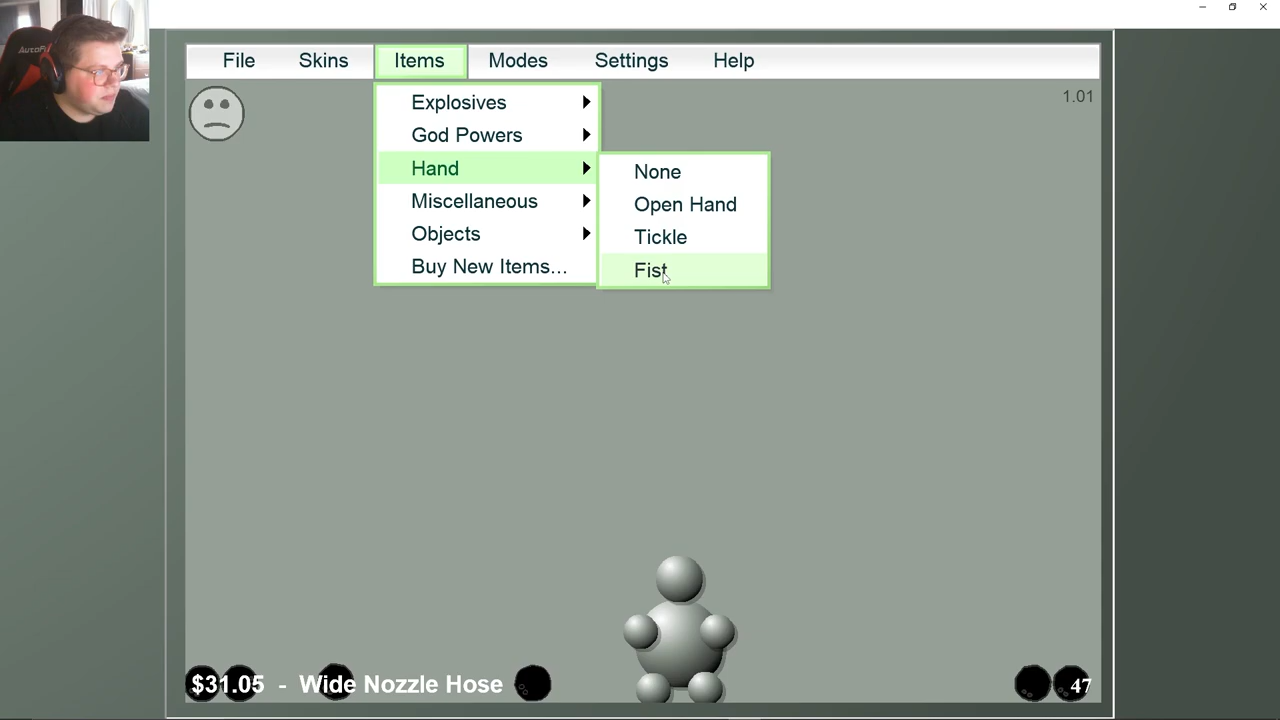 File Skins Items Modes Settings Help
1.01
Explosives
God Powers
Hand
Miscellaneous
Objects
Buy New Items...
None
Open Hand
Tickle
Fist
$31.05 - Wide Nozzle Hose
47